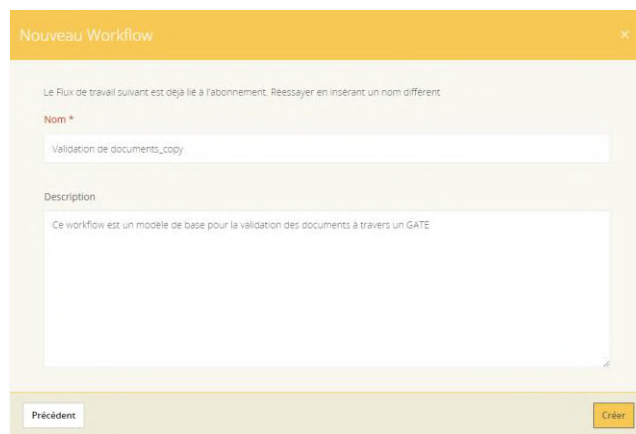 Nouveau Workflow
Le Flux de travail suivant est déjà lié à l'abonnement. Réessayer en insérant un nom différent
Nom *
Validation de documents_copy
Description
Ce workflow est un modèle de base pour la validation des documents à travers un GATE
Précédent
Créer